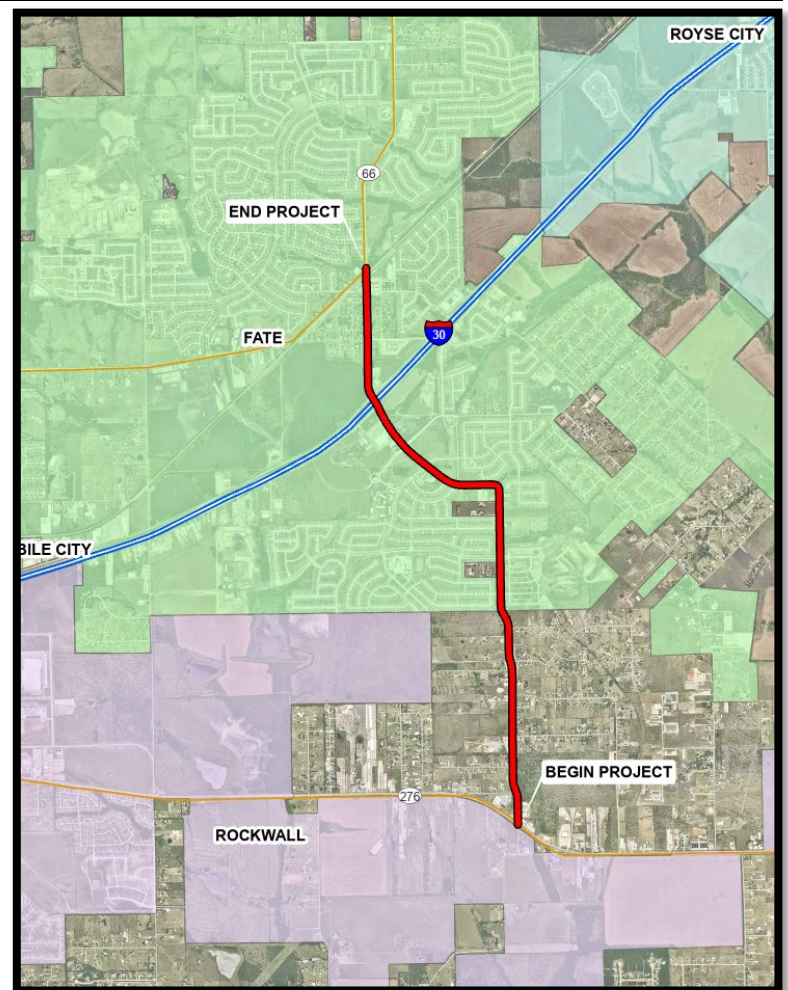 ROYSE CITY
66
END PROJECT
30
FATE
BILE CITY
BEGIN PROJECT
276
ROCKWALL